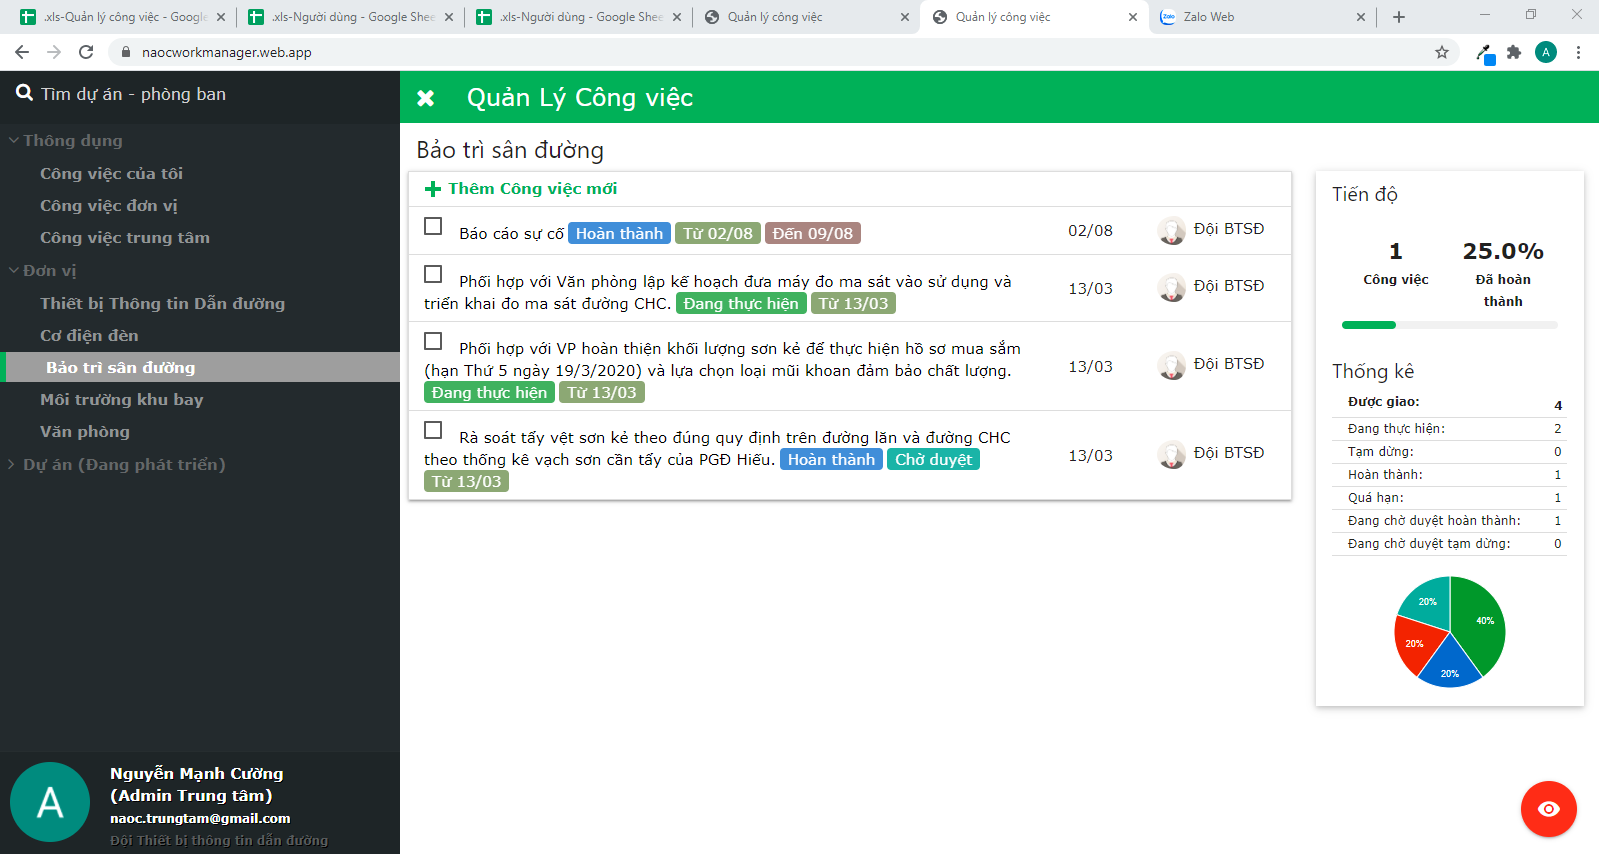 .xls-Quản lý công việc - Google
.xls-Người dùng - Google Shee
.xls-Người dùng - Google Shee
Quản lý công việc
Quản lý công việc
Zalo Web
naocworkmanager.web.app
A
Tìm dự án - phòng ban
Thông dụng
Công việc của tôi
Công việc đơn vị
Công việc trung tâm
Đơn vị
Thiết bị Thông tin Dẫn đường
Cơ điện đèn
Bảo trì sân đường
Môi trường khu bay
Văn phòng
Dự án (Đang phát triển)
A
Nguyễn Mạnh Cường
(Admin Trung tâm)
naoc.trungtam@gmail.com
Đội Thiết bị thông tin dẫn đường
Quản Lý Công việc
Bảo trì sân đường
Thêm Công việc mới
Báo cáo sự cố Hoàn thành Từ 02/08 Đến 09/08
02/08
Đội BTSĐ
Phối hợp với Văn phòng lập kế hoạch đưa máy đo ma sát vào sử dụng và
triển khai đo ma sát đường CHC. Đang thực hiện Từ 13/03
13/03
Đội BTSĐ
Phối hợp với VP hoàn thiện khối lượng sơn kẻ để thực hiện hồ sơ mua sắm
(hạn Thứ 5 ngày 19/3/2020) và lựa chọn loại mũi khoan đảm bảo chất lượng.
Đang thực hiện Từ 13/03
13/03
Đội BTSĐ
Rà soát tẩy vệt sơn kẻ theo đúng quy định trên đường lăn và đường CHC
theo thống kê vạch sơn cần tẩy của PGĐ Hiếu. Hoàn thành Chờ duyệt
Từ 13/03
13/03
Đội BTSĐ
Tiến độ
1 25.0%
Công việc Đã hoàn
thành
Thống kê
Được giao: 4
Đang thực hiện: 2
Tạm dừng: 0
Hoàn thành: 1
Quá hạn: 1
Đang chờ duyệt hoàn thành: 1
Đang chờ duyệt tạm dừng: 0
20%
40%
20%
20%